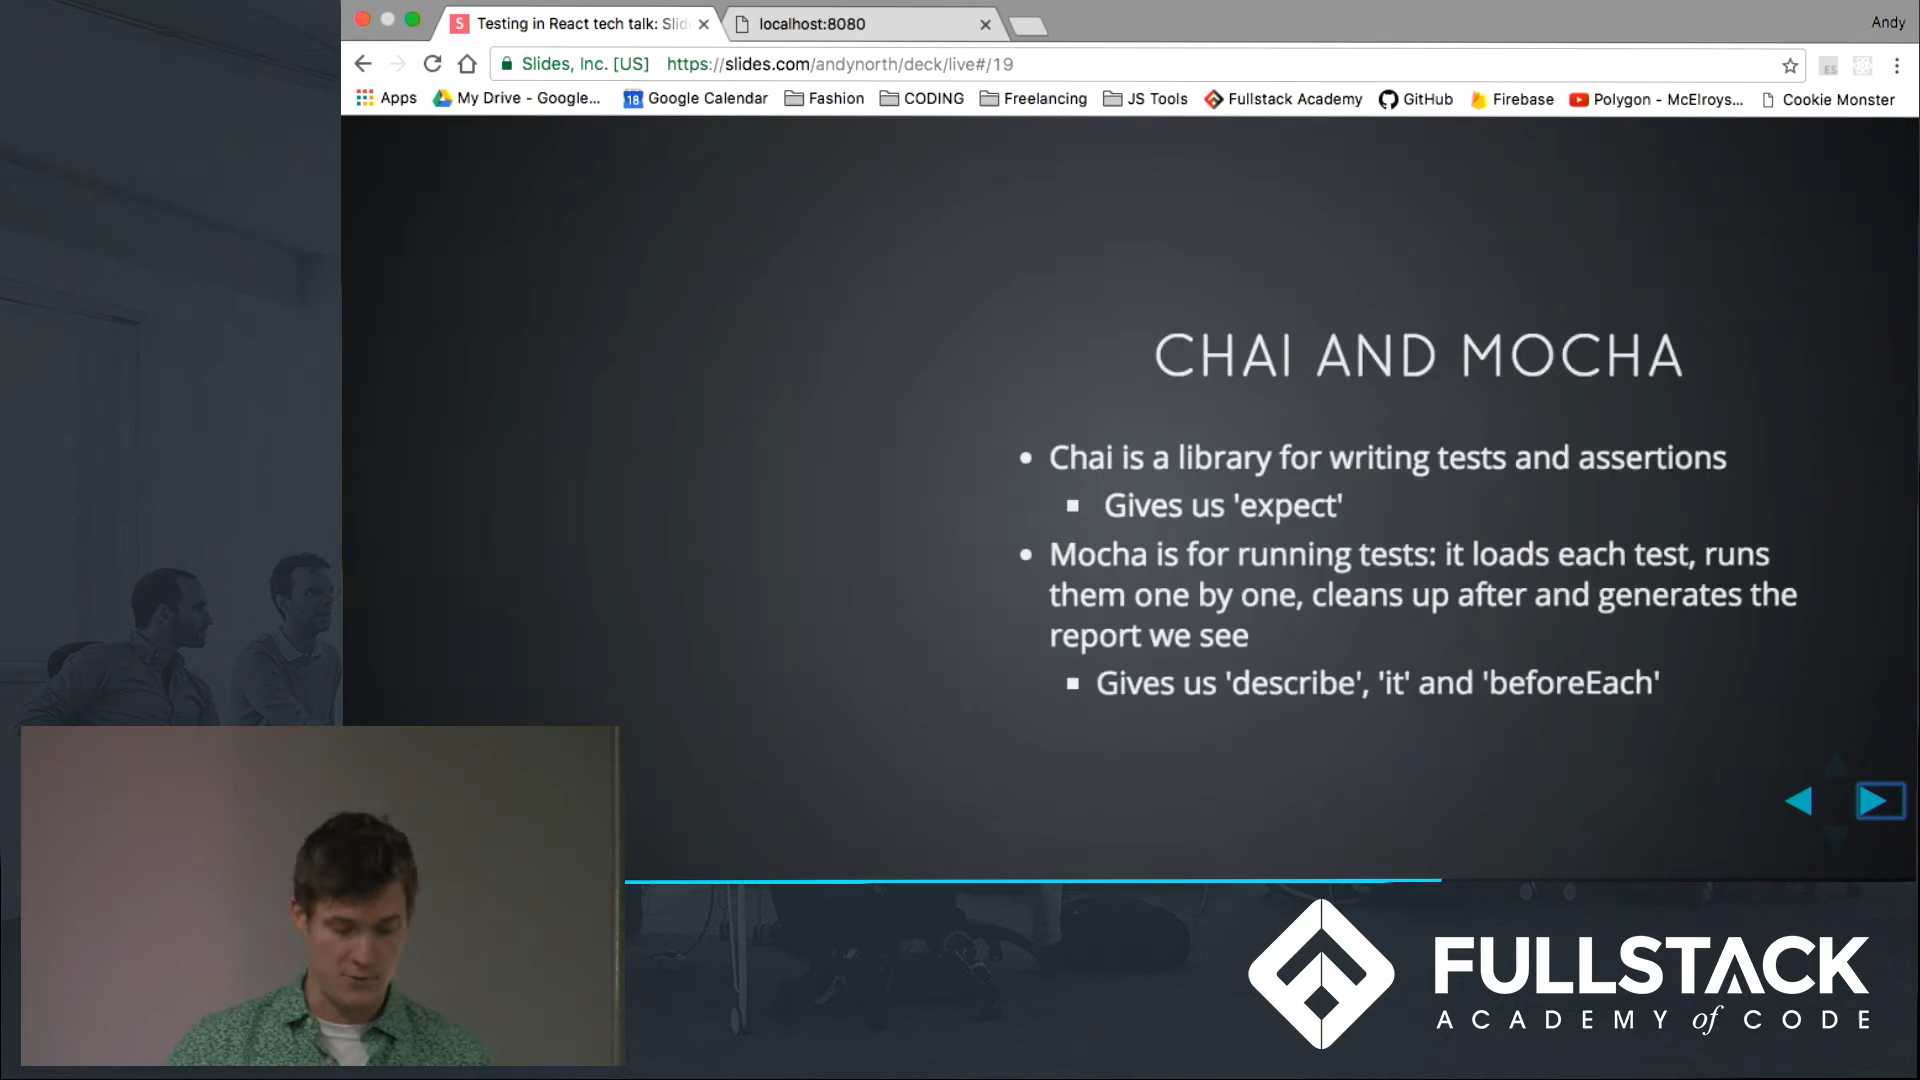 Testing in React tech talk: Slid
localhost:8080
Andy
Slides, Inc. [US] https://slides.com/andynorth/deck/live#/19
Apps My Drive - Google... 18 Google Calendar Fashion CODING Freelancing JS Tools Fullstack Academy GitHub Firebase Polygon - McElroys... Cookie Monster
CHAI AND MOCHA
• Chai is a library for writing tests and assertions
▪ Gives us 'expect'
• Mocha is for running tests: it loads each test, runs
them one by one, cleans up after and generates the
report we see
▪ Gives us 'describe', 'it' and 'beforeEach'
FULLSTACK
ACADEMY of CODE